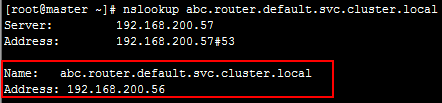 [root@master ~]# nslookup abc.router.default.svc.cluster.local
Server: 192.168.200.57
Address: 192.168.200.57#53
Name: abc.router.default.svc.cluster.local
Address: 192.168.200.56